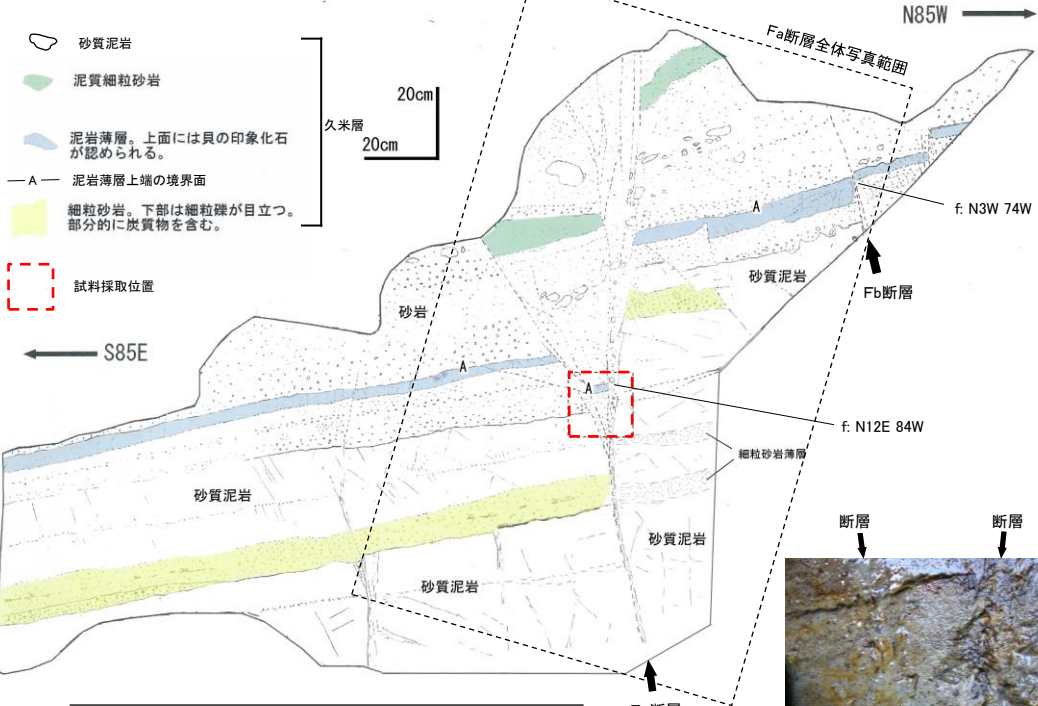 N85W
Fa断層全体写真範囲
砂質泥岩
泥質細粒砂岩
泥岩薄層。上面には貝の印象化石
が認められる。
A 泥岩薄層上端の境界面
細粒砂岩。下部は細粒礫が目立つ。
部分的に炭質物を含む。
久米層
試料採取位置
20cm
20cm
S85E
砂岩
A
A
A
f: N3W 74W
砂質泥岩
Fb断層
f: N12E 84W
細粒砂岩薄層
砂質泥岩
砂質泥岩
砂質泥岩
断層
断層